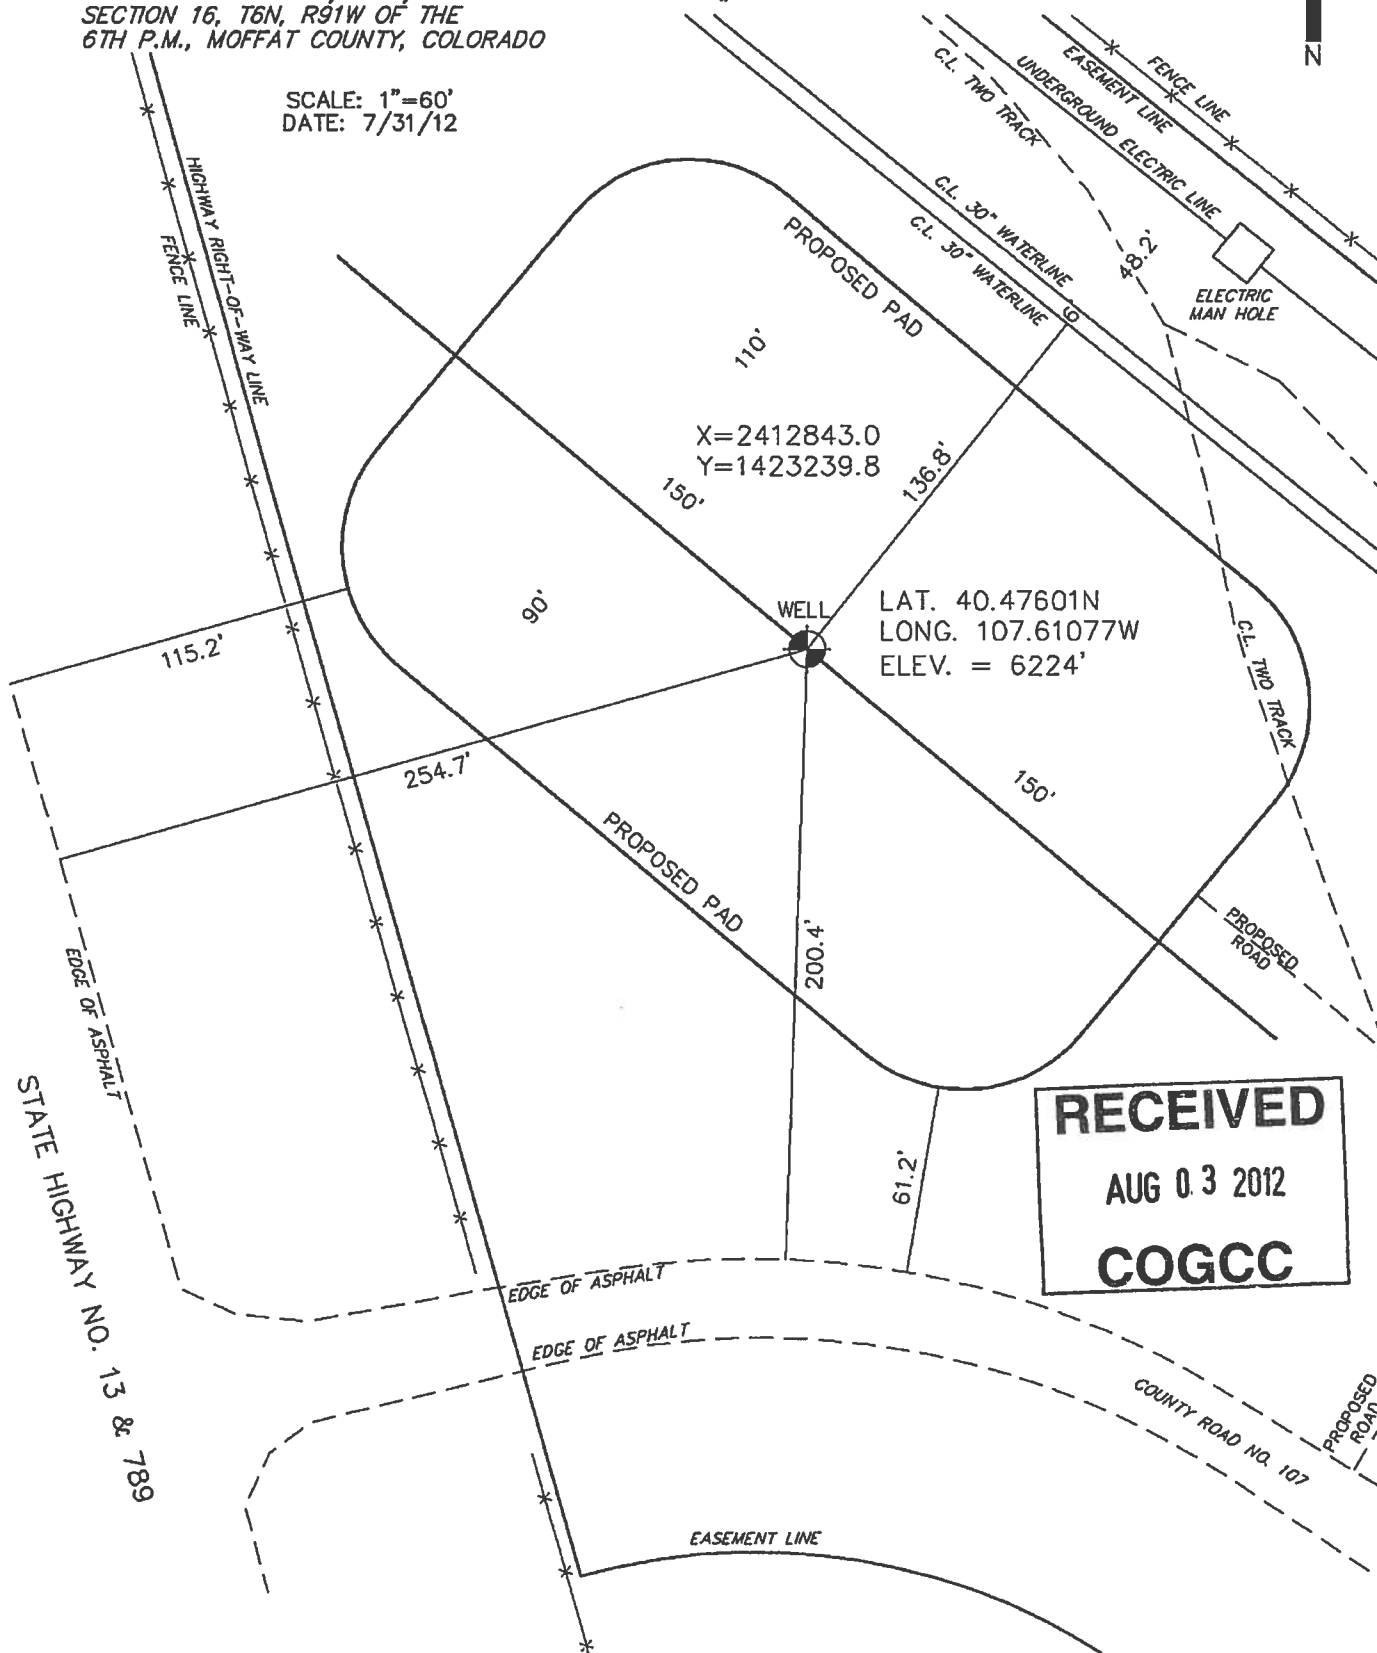 SECTION 16, T6N, R91W OF THE
6TH P.M., MOFFAT COUNTY, COLORADO
N
SCALE: 1"=60'
DATE: 7/31/12
FENCE LINE
EASEMENT LINE
UNDERGROUND ELECTRIC LINE
C.L. TWO TRACK
C.L. 30" WATERLINE
C.L. 30" WATERLINE
48.2'
ELECTRIC
MAN HOLE
HIGHWAY RIGHT-OF-WAY LINE
FENCE LINE
PROPOSED PAD
110'
X=2412843.0
Y=1423239.8
150'
136.8'
90'
WELL
LAT. 40.47601N
LONG. 107.61077W
ELEV. = 6224'
115.2'
C.L. TWO TRACK
254.7'
150'
PROPOSED PAD
200.4'
PROPOSED
ROAD
EDGE OF ASPHALT
STATE HIGHWAY NO. 13 & 789
61.2'
RECEIVED
AUG 03 2012
COGCC
EDGE OF ASPHALT
EDGE OF ASPHALT
COUNTY ROAD NO. 107
PROPOSED
ROAD
EASEMENT LINE